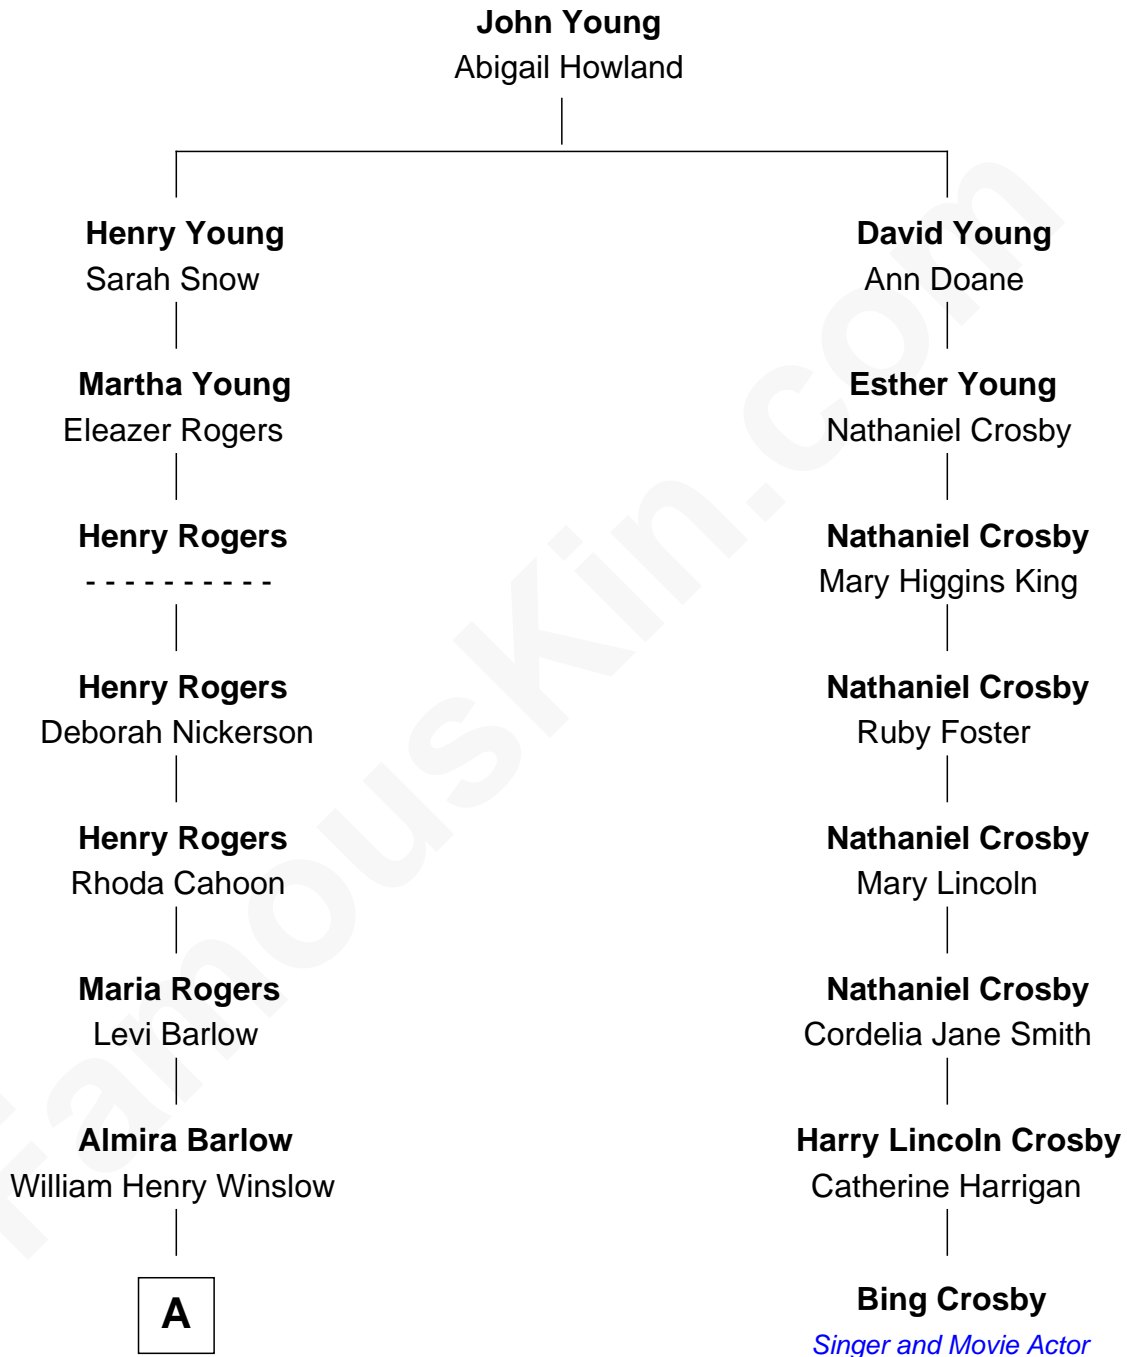 John Young
Abigail Howland
Henry Young
Sarah Snow
David Young
Ann Doane
Martha Young
Eleazer Rogers
Esther Young
Nathaniel Crosby
Henry Rogers
- - - - - - - - - -
Nathaniel Crosby
Mary Higgins King
Henry Rogers
Deborah Nickerson
Nathaniel Crosby
Ruby Foster
Henry Rogers
Rhoda Cahoon
Nathaniel Crosby
Mary Lincoln
Maria Rogers
Levi Barlow
Nathaniel Crosby
Cordelia Jane Smith
Almira Barlow
William Henry Winslow
Harry Lincoln Crosby
Catherine Harrigan
A
Bing Crosby
Singer and Movie Actor
FamousKin.com